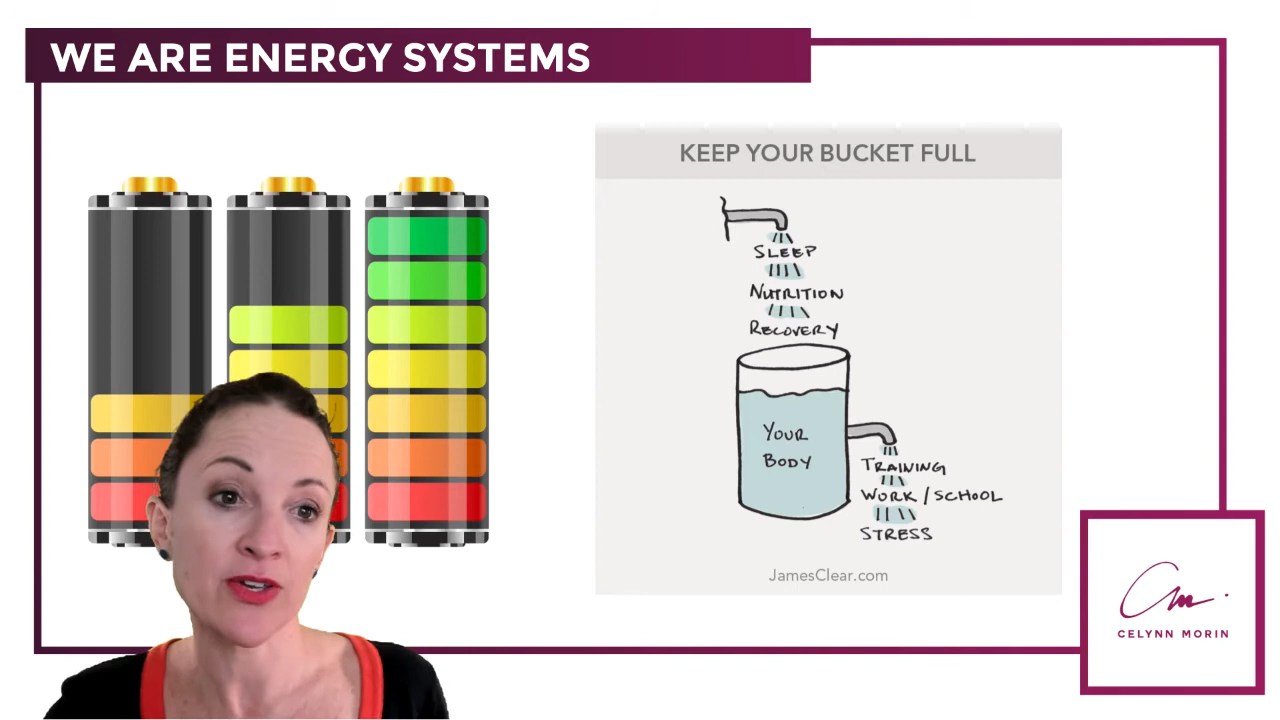 WE ARE ENERGY SYSTEMS
KEEP YOUR BUCKET FULL
SLEEP
NUTRITION
RECOVERY
YOUR
BODY
TRAINING
WORK/SCHOOL
STRESS
JamesClear.com
Cm.
CELYNN MORIN